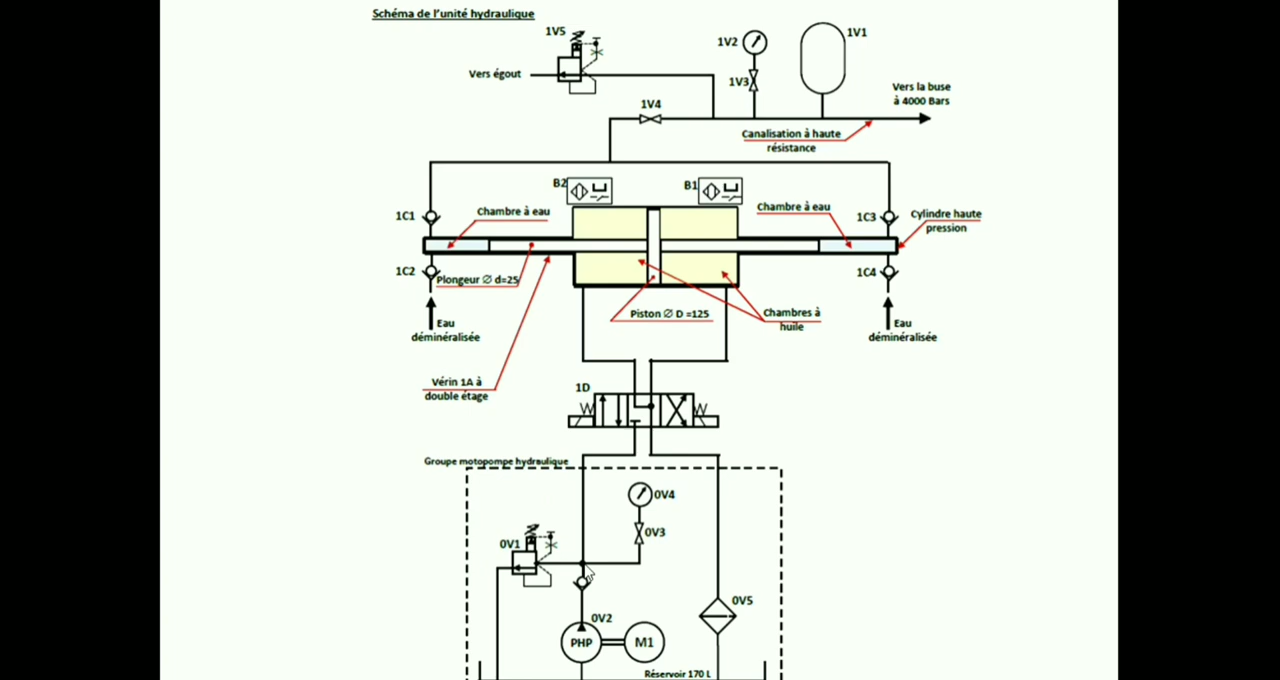 Schéma de l'unité hydraulique
1V5
1V2
1V1
Vers égout
1V3
Vers la buse
à 4000 Bars
1V4
Canalisation à haute
résistance
B2
B1
1C1
Chambre à eau
Chambre à eau
1C3
Cylindre haute
pression
1C2
Plongeur ∅ d=25
1C4
Eau
déminéralisée
Piston ∅ D =125
Chambres à
huile
Eau
déminéralisée
Vérin 1A à
double étage
1D
Groupe motopompe hydraulique
0V4
0V3
0V1
0V2
0V5
PHP
M1
Réservoir 170 L